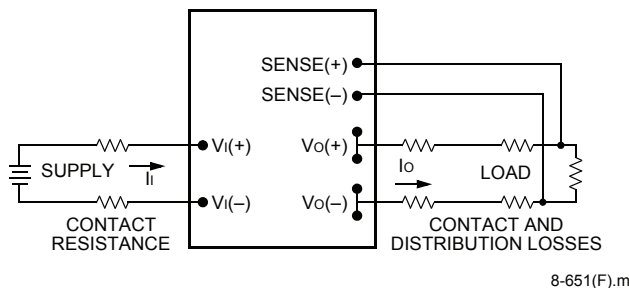 SENSE(+)
SENSE(–)
SUPPLY
II
VI(+)
VO(+)
IO
LOAD
VI(–)
VO(–)
CONTACT
RESISTANCE
CONTACT AND
DISTRIBUTION LOSSES
8-651(F).m